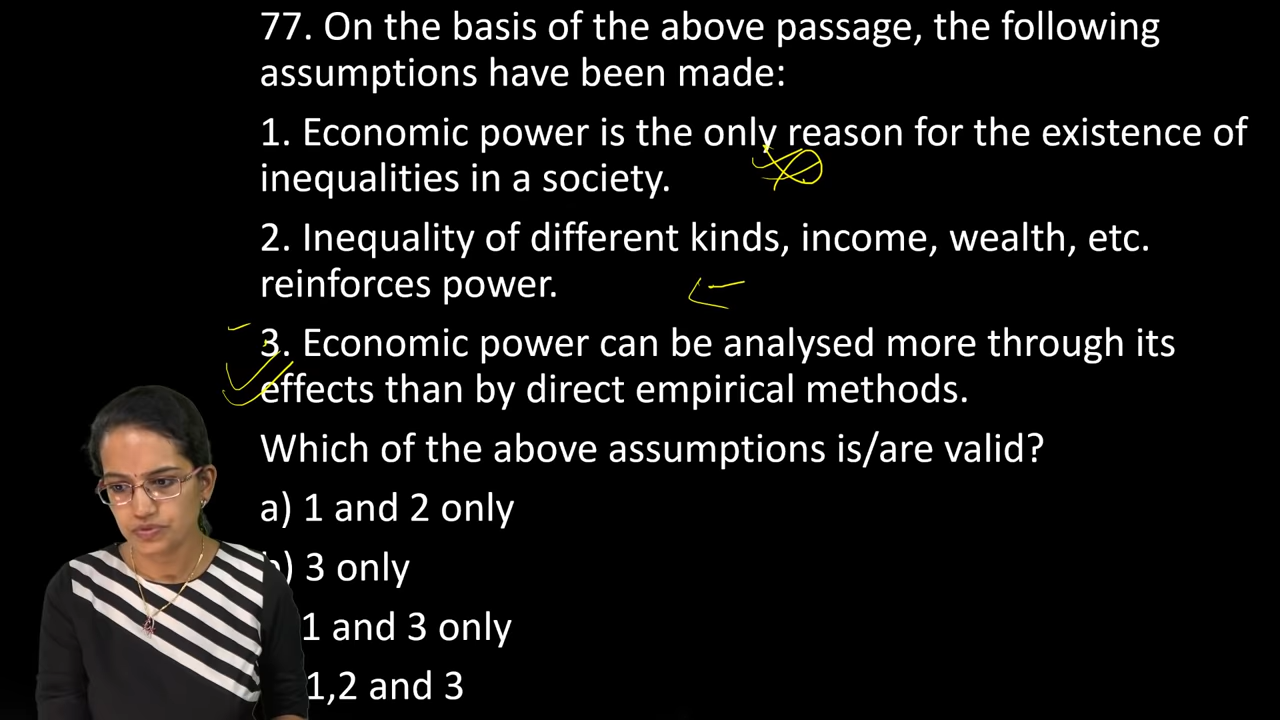 77. On the basis of the above passage, the following
assumptions have been made:
1. Economic power is the only reason for the existence of
inequalities in a society.
2. Inequality of different kinds, income, wealth, etc.
reinforces power.
3. Economic power can be analysed more through its
effects than by direct empirical methods.
Which of the above assumptions is/are valid?
a) 1 and 2 only
) 3 only
1 and 3 only
1,2 and 3